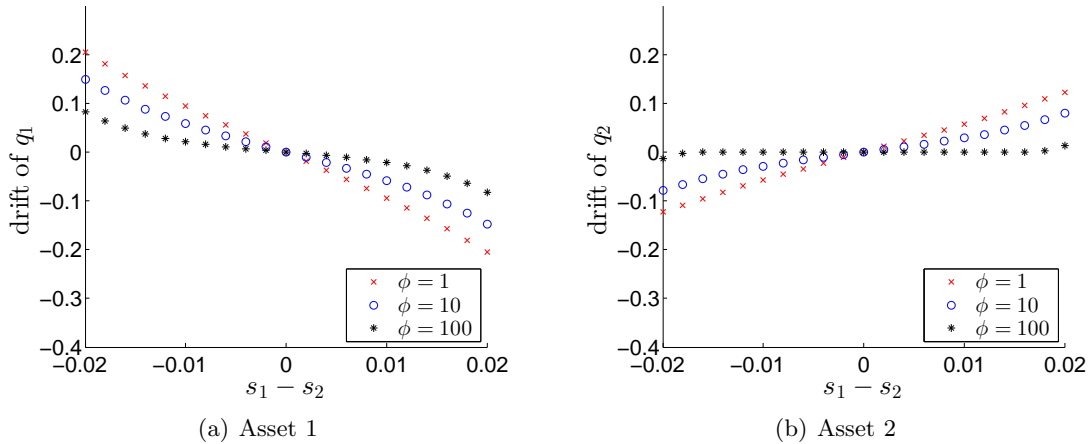 0.2
0.1
0
−0.1
−0.2
−0.3
−0.4
drift of q₁
−0.02 −0.01 0 0.01 0.02
s₁ − s₂
ϕ = 1
ϕ = 10
ϕ = 100
(a) Asset 1
0.2
0.1
0
−0.1
−0.2
−0.3
−0.4
drift of q₂
−0.02 −0.01 0 0.01 0.02
s₁ − s₂
ϕ = 1
ϕ = 10
ϕ = 100
(b) Asset 2